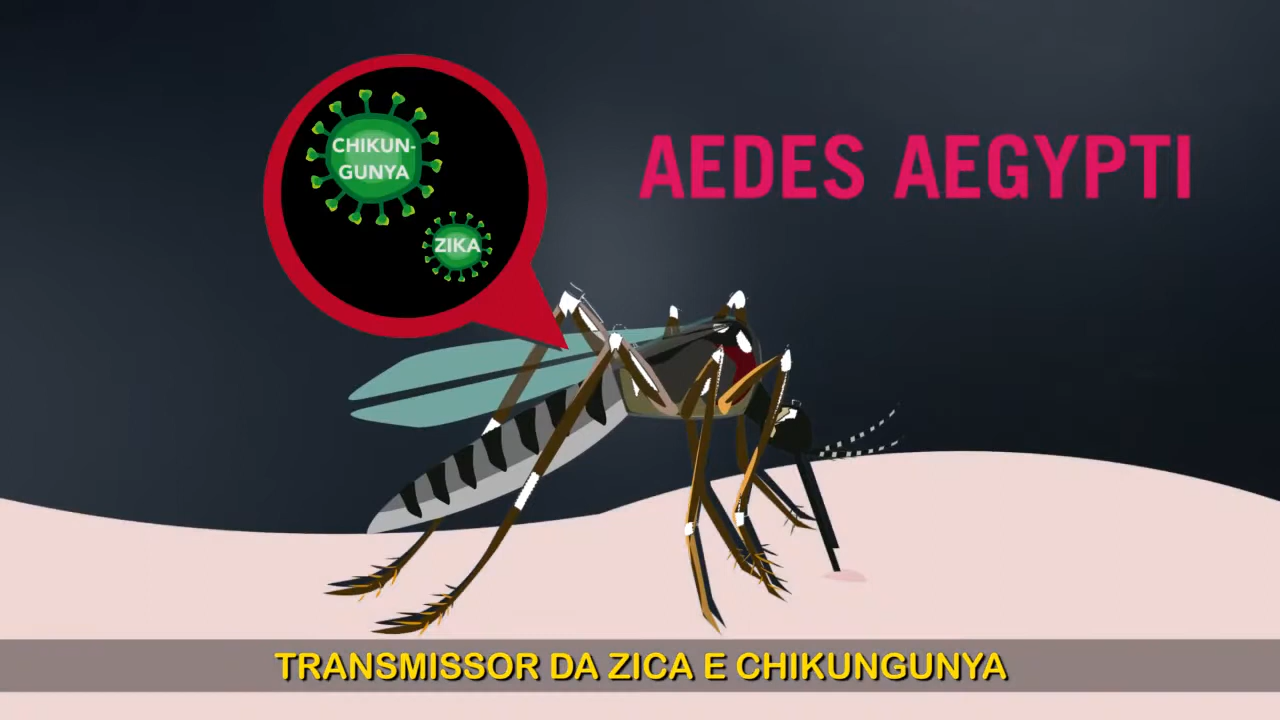 CHIKUN-
GUNYA
ZIKA
AEDES AEGYPTI
TRANSMISSOR DA ZICA E CHIKUNGUNYA